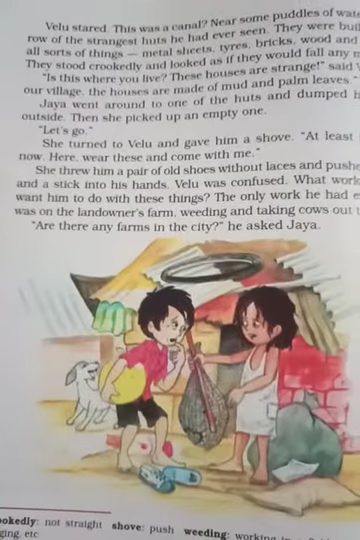 Velu stared. This was a canal? Near some puddles of
row of the strangest huts he had ever seen. They were
all sorts of things — metal sheets, tyres, bricks, wood and
They stood crookedly and looked as if they would fall any
"Is this where you live? These houses are strange!" said
our village, the houses are made of mud and palm leaves
Jaya went around to one of the huts and dumped
outside. Then she picked up an empty one.
"Let's go."
She turned to Velu and gave him a shove. "At least
now. Here, wear these and come with me."
She threw him a pair of old shoes without laces and
and a stick into his hands. Velu was confused. What
want him to do with these things? The only work he had
was on the landowner's farm, weeding and taking cows out
"Are there any farms in the city?" he asked Jaya.
ookedly: not straight shove: push weeding: working
ging, etc